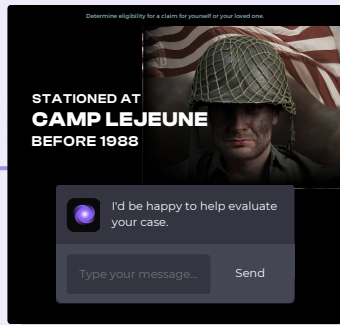 Determine eligibility for a claim for yourself or your loved one.
STATIONED AT
CAMP LEJEUNE
BEFORE 1988
I'd be happy to help evaluate
your case.
Type your message...
Send